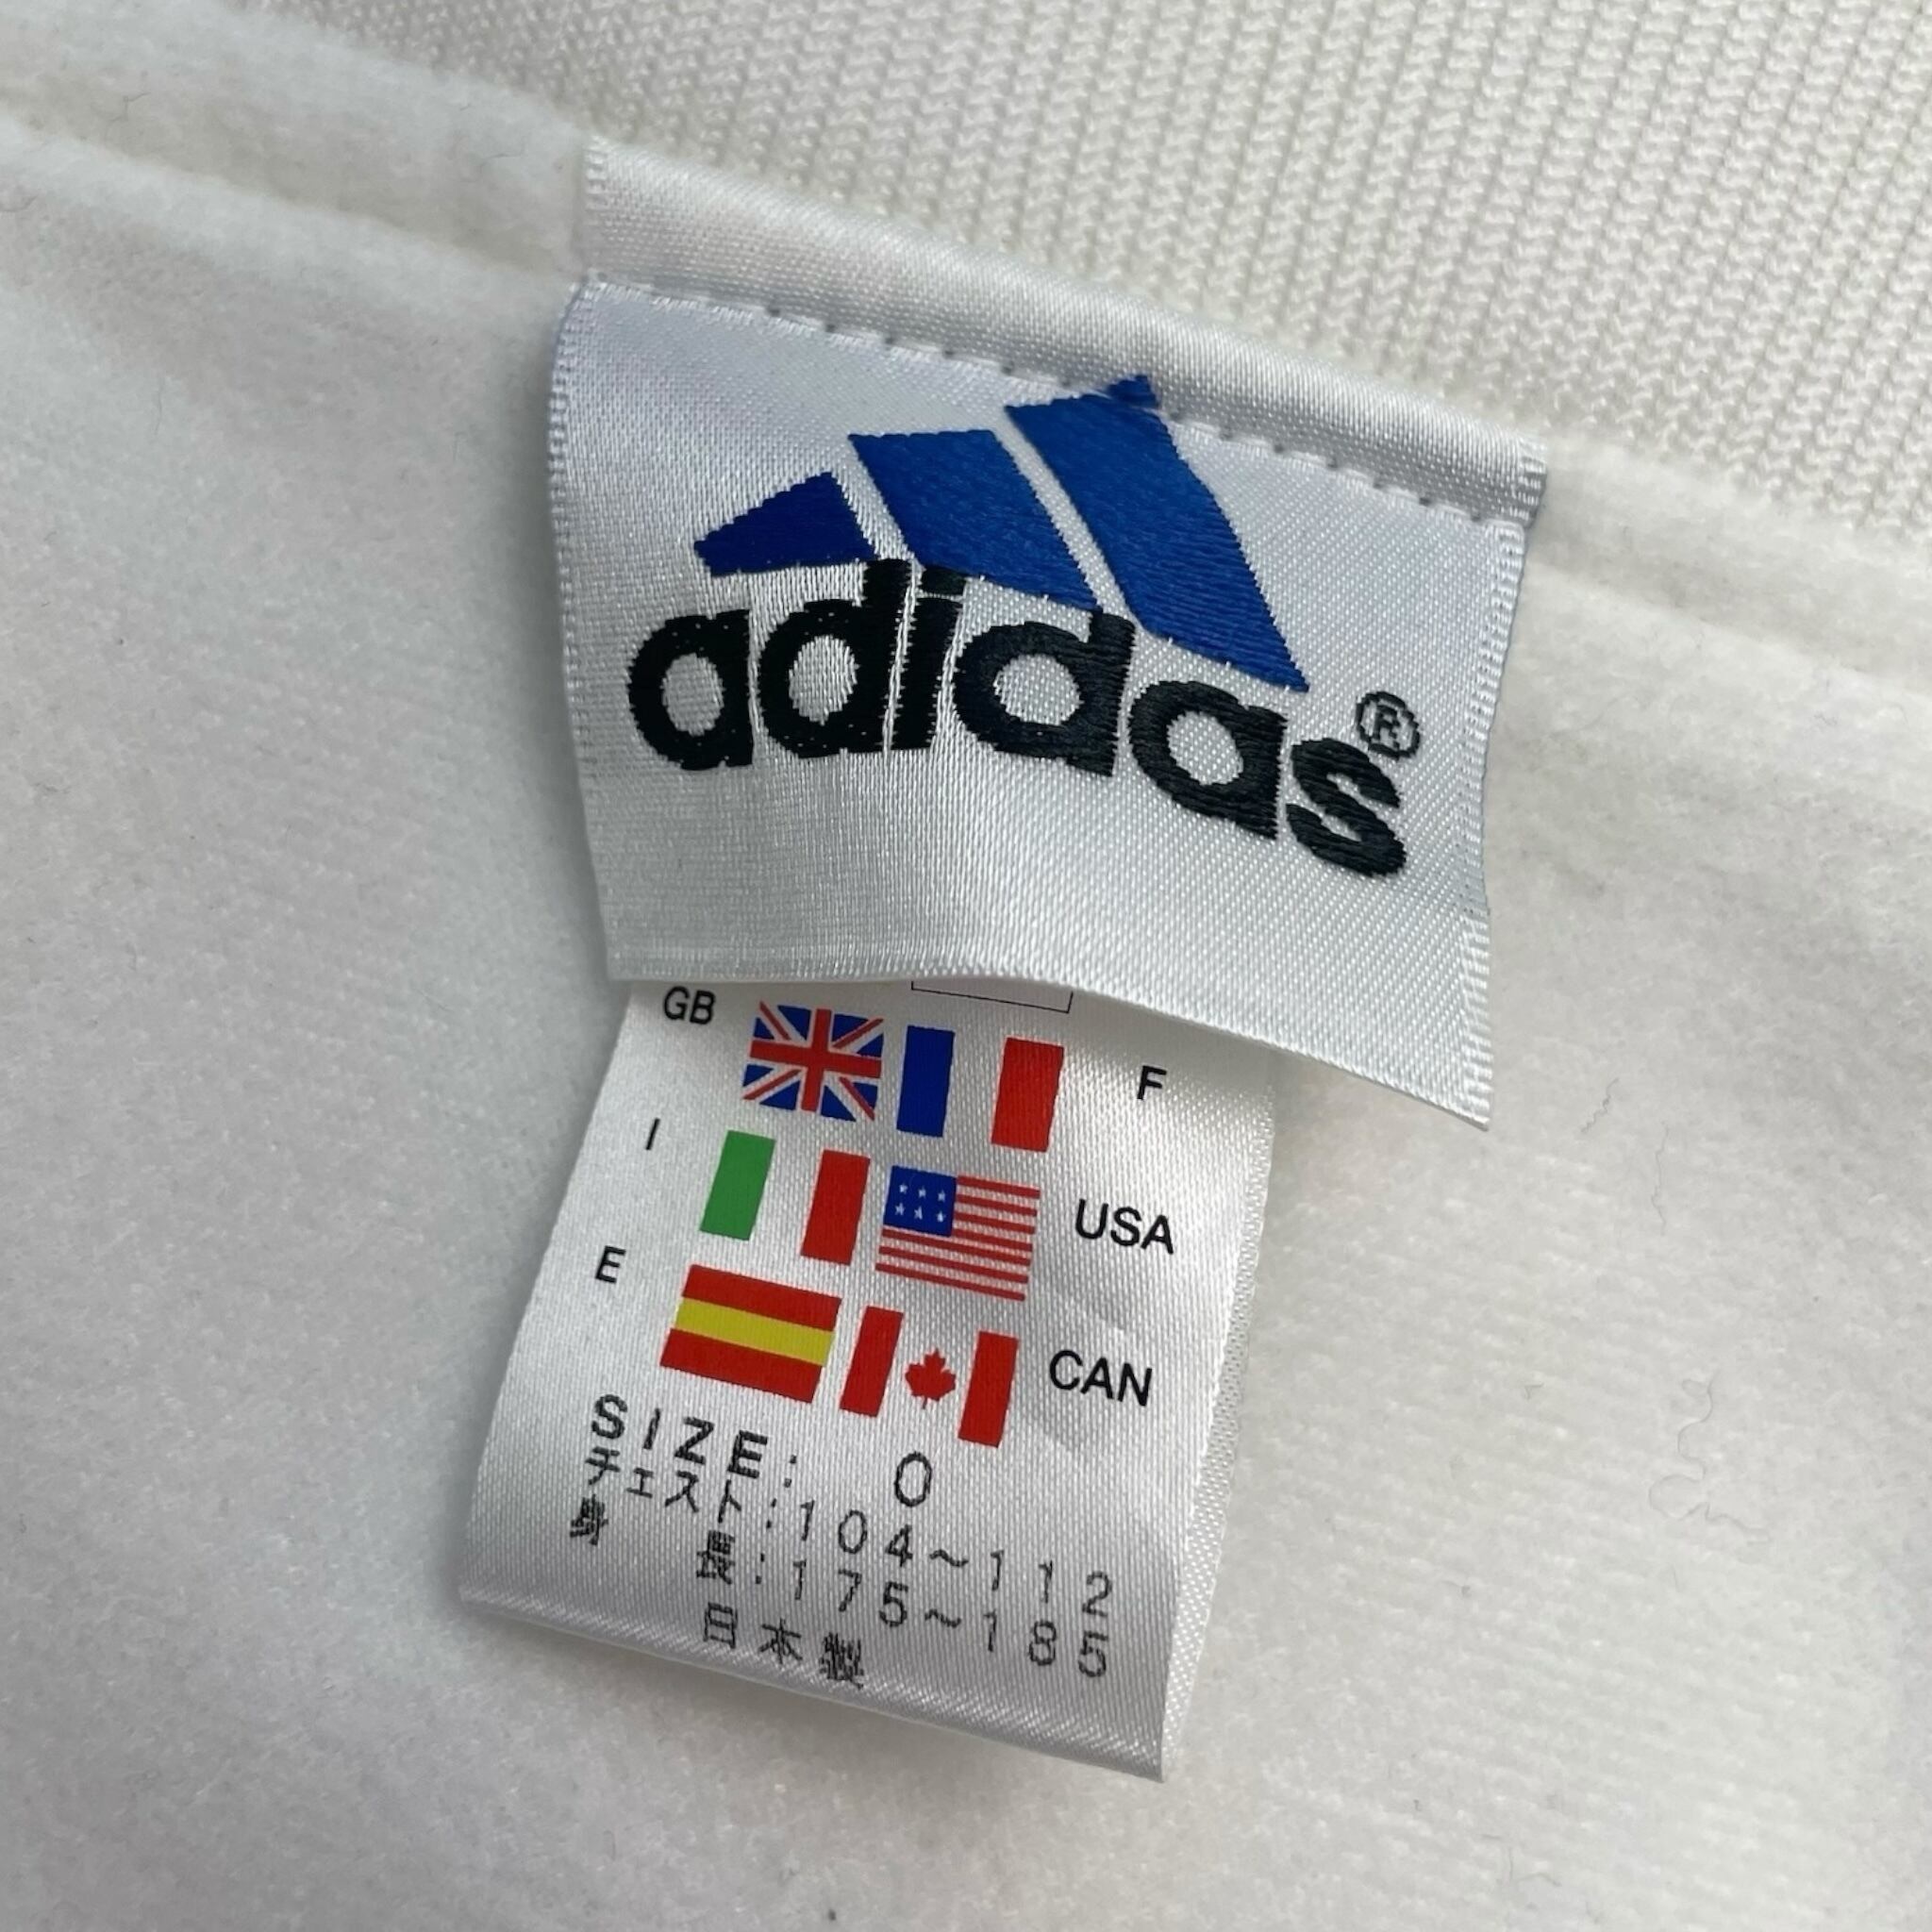 adidas®
GB F
I USA
E CAN
SIZE: O
チェスト:104~112
身 長:175~185
日本製